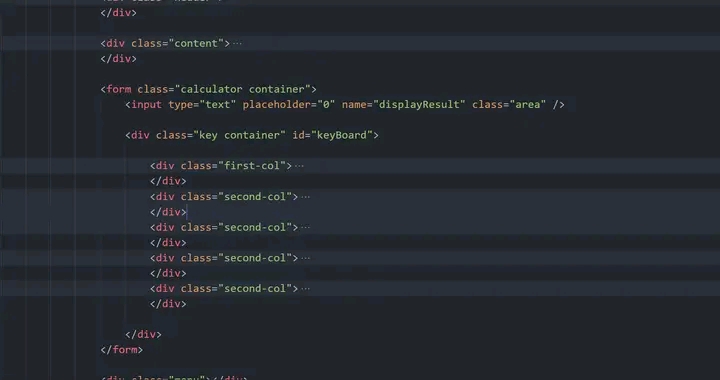 </div>
<div class="content">···
</div>
<form class="calculator container">
<input type="text" placeholder="0" name="displayResult" class="area" />
<div class="key container" id="keyBoard">
<div class="first-col">···
</div>
<div class="second-col">···
</div>
<div class="second-col">···
</div>
<div class="second-col">···
</div>
<div class="second-col">···
</div>
</div>
</form>